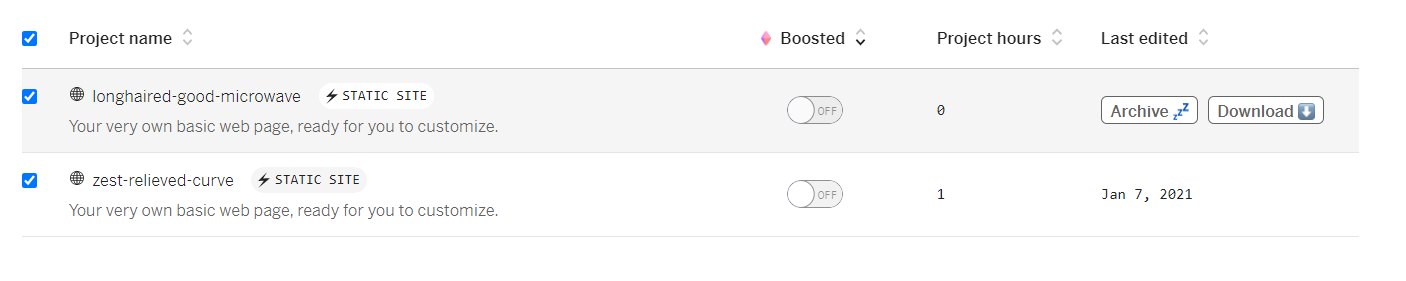 Project name Boosted Project hours Last edited
longhaired-good-microwave STATIC SITE OFF 0 Archive Download
Your very own basic web page, ready for you to customize.
zest-relieved-curve STATIC SITE OFF 1 Jan 7, 2021
Your very own basic web page, ready for you to customize.